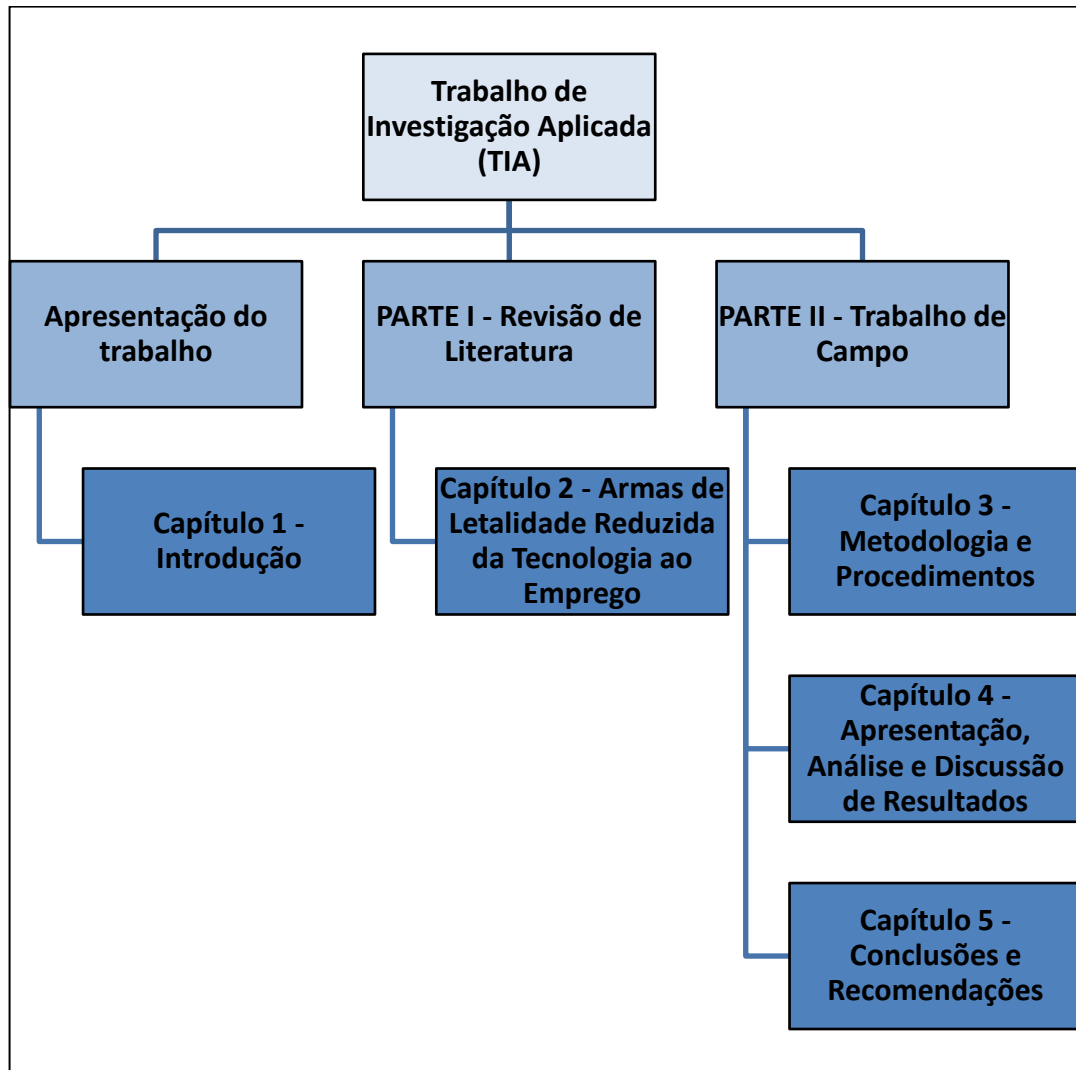 Trabalho de
Investigação Aplicada
(TIA)
Apresentação do
trabalho
PARTE I - Revisão de
Literatura
PARTE II - Trabalho de
Campo
Capítulo 1 -
Introdução
Capítulo 2 - Armas de
Letalidade Reduzida
da Tecnologia ao
Emprego
Capítulo 3 -
Metodologia e
Procedimentos
Capítulo 4 -
Apresentação,
Análise e Discussão
de Resultados
Capítulo 5 -
Conclusões e
Recomendações